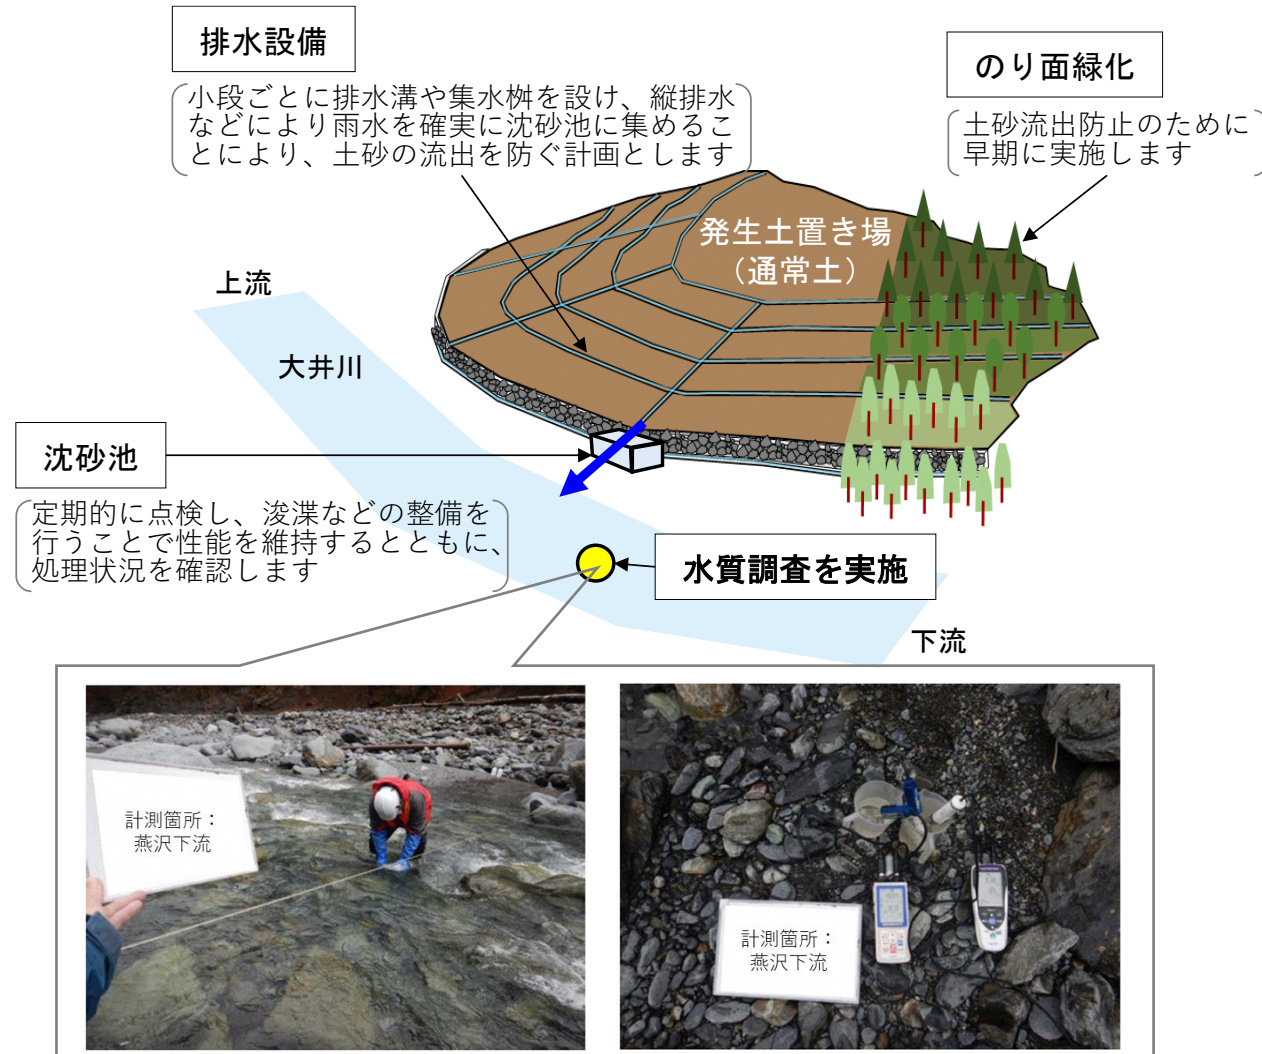 排水設備
小段ごとに排水溝や集水桝を設け、縦排水
などにより雨水を確実に沈砂池に集めるこ
とにより、土砂の流出を防ぐ計画とします
のり面緑化
土砂流出防止のために
早期に実施します
発生土置き場
（通常土）
上流
大井川
沈砂池
定期的に点検し、浚渫などの整備を
行うことで性能を維持するとともに、
処理状況を確認します
水質調査を実施
下流
計測箇所：
燕沢下流
計測箇所：
燕沢下流